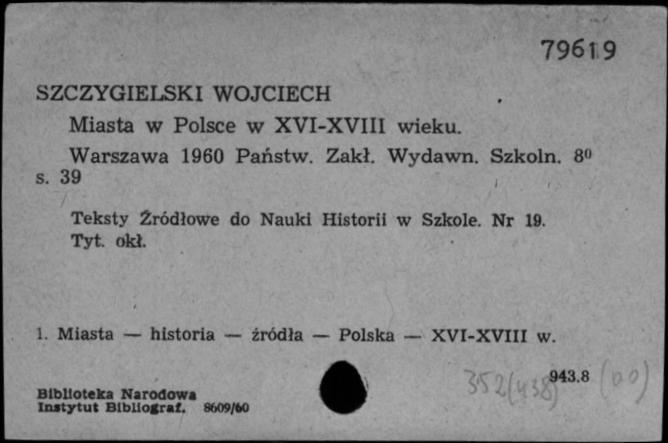 79619
SZCZYGIELSKI WOJCIECH
Miasta w Polsce w XVI-XVIII wieku.
Warszawa 1960 Państw. Zakł. Wydawn. Szkoln. 8⁰
s. 39
Teksty Źródłowe do Nauki Historii w Szkole. Nr 19.
Tyt. okł.
1. Miasta — historia — źródła — Polska — XVI-XVIII w.
943.8
352(438)
Biblioteka Narodowa
Instytut Bibliograf. 8609/60